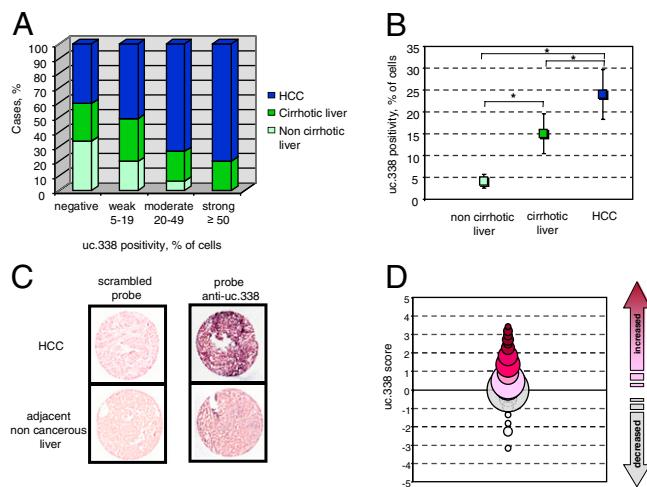 A
Cases, %
100
90
80
70
60
50
40
30
20
10
0
negative
weak
5-19
moderate
20-49
strong
≥ 50
uc.338 positivity, % of cells
HCC
Cirrhotic liver
Non cirrhotic
liver
B
uc.338 positivity, % of cells
35
30
25
20
15
10
5
0
*
*
*
non cirrhotic
liver
cirrhotic
liver
HCC
C
scrambled
probe
probe
anti-uc.338
HCC
adjacent
non cancerous
liver
D
uc.338 score
5
4
3
2
1
0
-1
-2
-3
-4
-5
increased
decreased